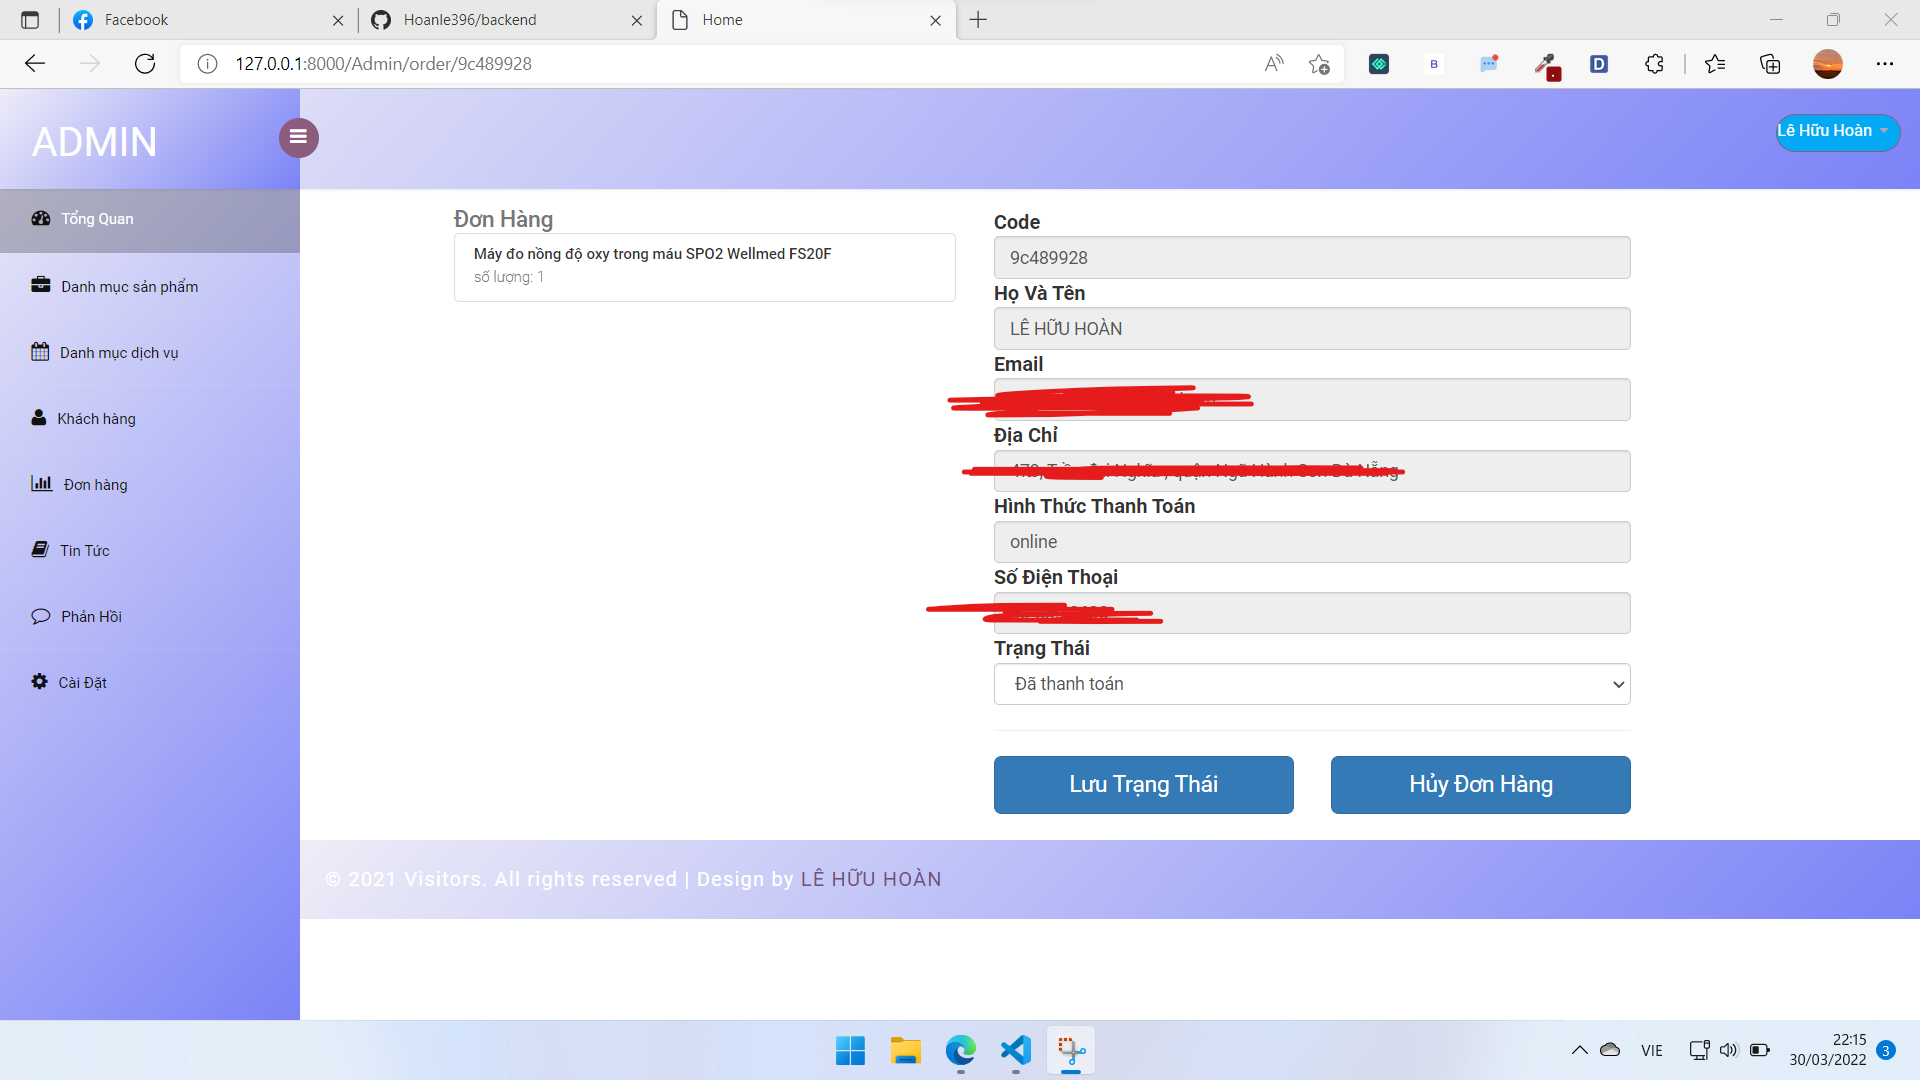 Facebook
Hoanle396/backend
Home
127.0.0.1:8000/Admin/order/9c489928
ADMIN
Lê Hữu Hoàn
Tổng Quan
Danh mục sản phẩm
Danh mục dịch vụ
Khách hàng
Đơn hàng
Tin Tức
Phản Hồi
Cài Đặt
Đơn Hàng
Máy đo nồng độ oxy trong máu SPO2 Wellmed FS20F
số lượng: 1
Code
9c489928
Họ Và Tên
LÊ HỮU HOÀN
Email
Địa Chỉ
Hình Thức Thanh Toán
online
Số Điện Thoại
Trạng Thái
Đã thanh toán
Lưu Trạng Thái
Hủy Đơn Hàng
© 2021 Visitors. All rights reserved | Design by LÊ HỮU HOÀN
VIE
22:15
30/03/2022
3